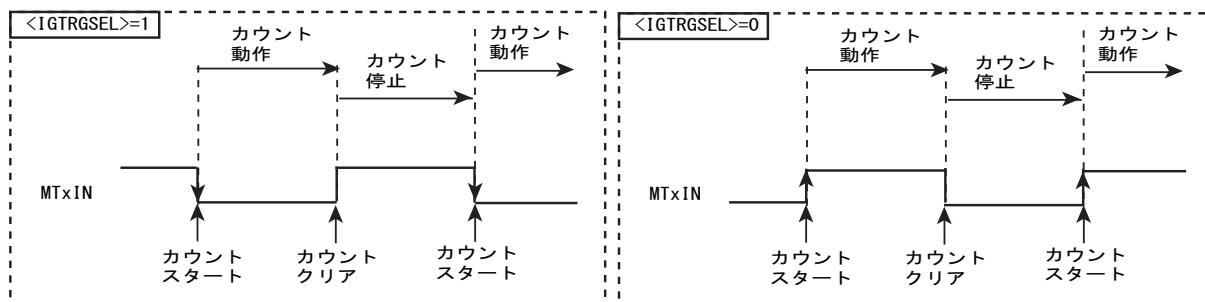 <IGTRGSEL>=1
カウント
動作
カウント
停止
カウント
動作
MTxIN
カウント
スタート
カウント
クリア
カウント
スタート
<IGTRGSEL>=0
カウント
動作
カウント
停止
カウント
動作
MTxIN
カウント
スタート
カウント
クリア
カウント
スタート